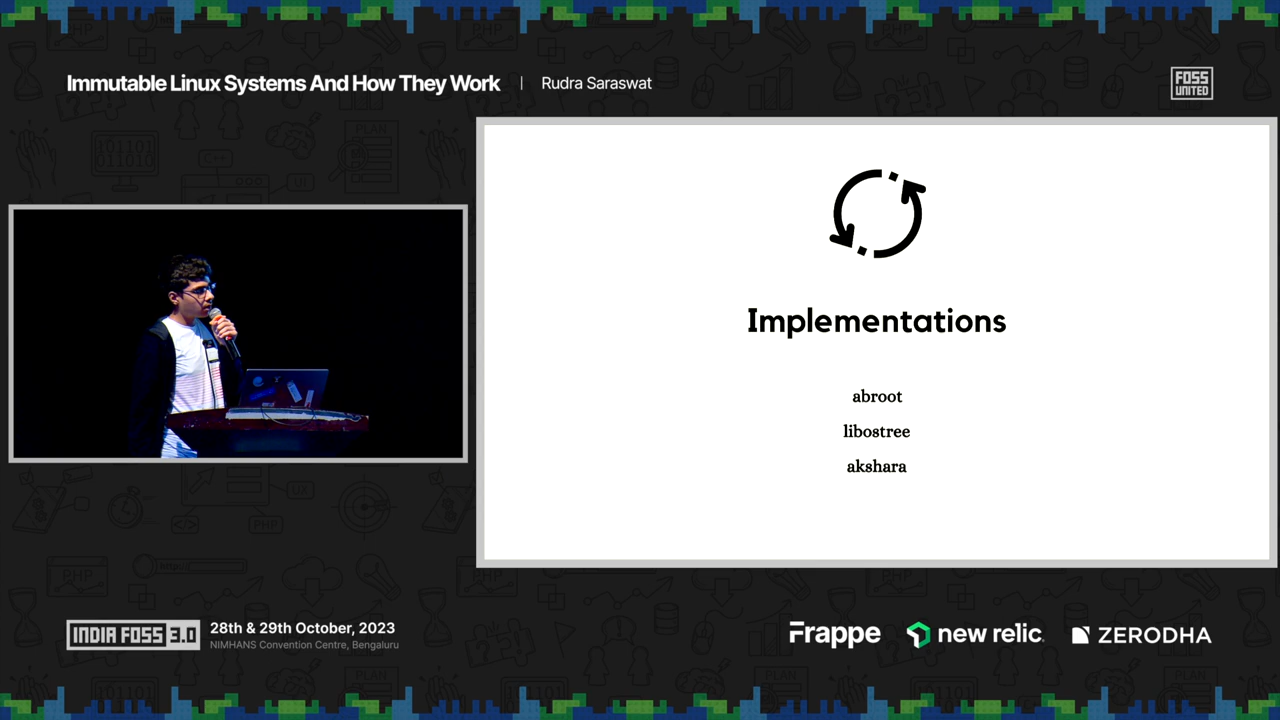 Immutable Linux Systems And How They Work | Rudra Saraswat
FOSS
UNITED
Implementations
abroot
libostree
akshara
INDIA FOSS 3.0
28th & 29th October, 2023
NIMHANS Convention Centre, Bengaluru
Frappe
new relic
ZERODHA